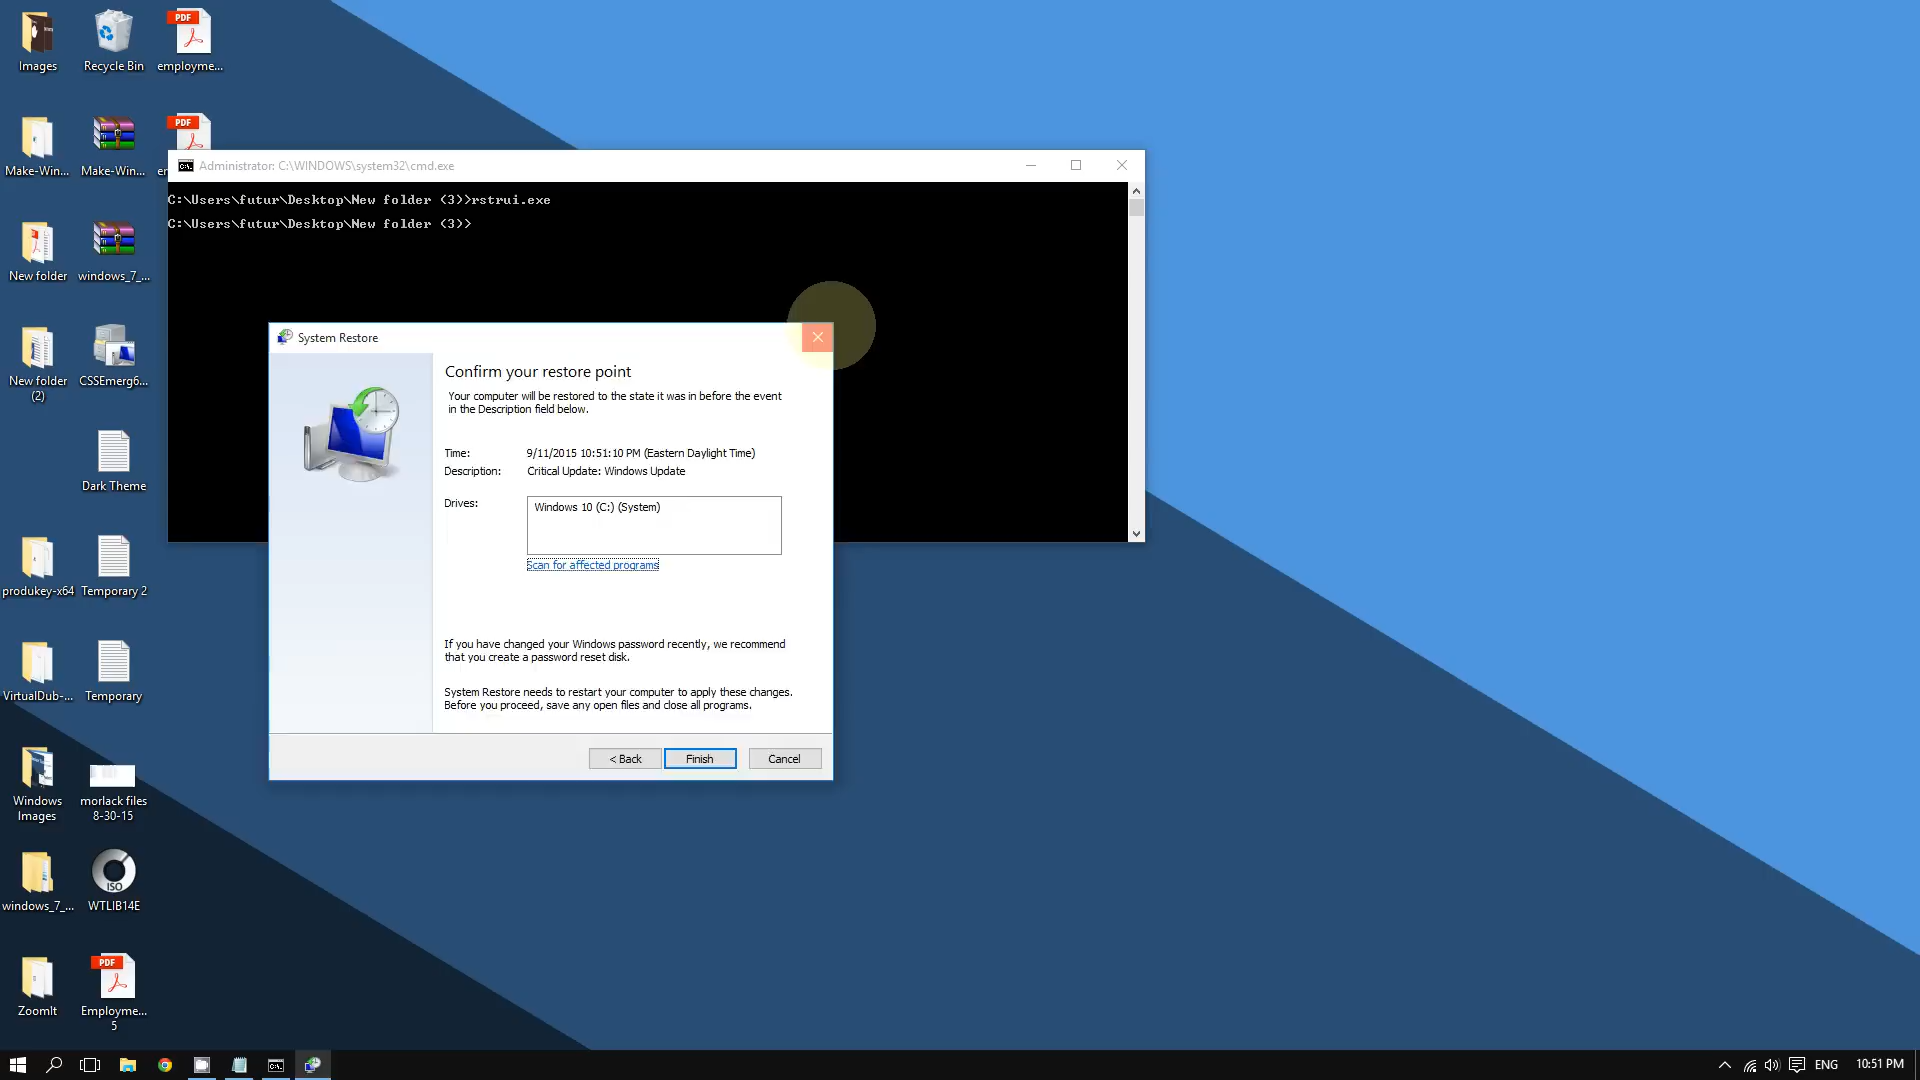 Images
Recycle Bin
PDF
employme...
Make-Win...
Make-Win...
PDF
New folder
windows_7_...
New folder
(2)
CSSEmerg6...
Dark Theme
produkey-x64
Temporary 2
VirtualDub-...
Temporary
Windows
Images
morlack files
8-30-15
windows_7_...
ISO
WTLIB14E
ZoomIt
PDF
Employme...
5
Administrator: C:\WINDOWS\system32\cmd.exe
C:\Users\futur\Desktop\New folder (3)>rstrui.exe
C:\Users\futur\Desktop\New folder (3)>
System Restore
Confirm your restore point
Your computer will be restored to the state it was in before the event
in the Description field below.
Time: 9/11/2015 10:51:10 PM (Eastern Daylight Time)
Description: Critical Update: Windows Update
Drives: Windows 10 (C:) (System)
Scan for affected programs
If you have changed your Windows password recently, we recommend
that you create a password reset disk.
System Restore needs to restart your computer to apply these changes.
Before you proceed, save any open files and close all programs.
< Back Finish Cancel
ENG 10:51 PM